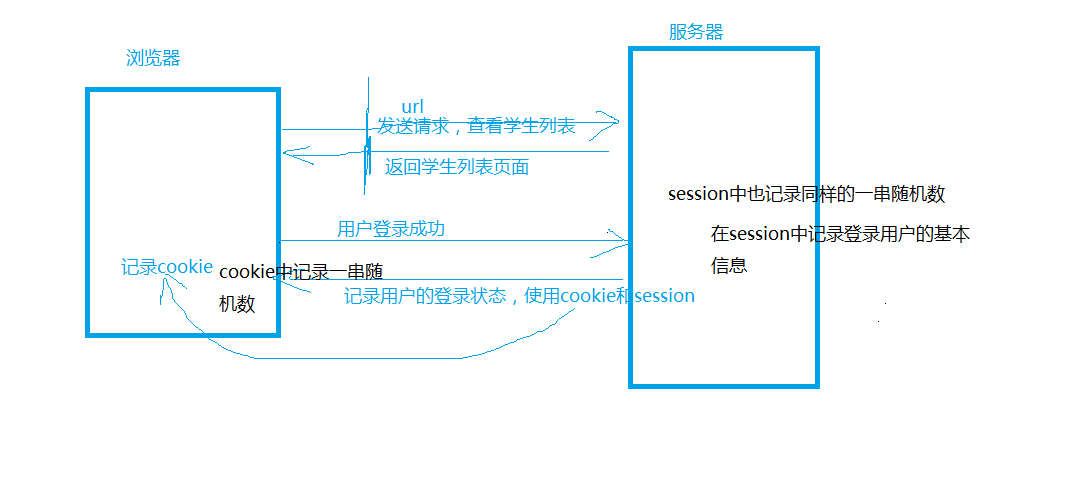 服务器
浏览器
url
发送请求，查看学生列表
返回学生列表页面
session中也记录同样的一串随机数
用户登录成功
在session中记录登录用户的基本
信息
记录cookie
cookie中记录一串随
机数
记录用户的登录状态，使用cookie和session